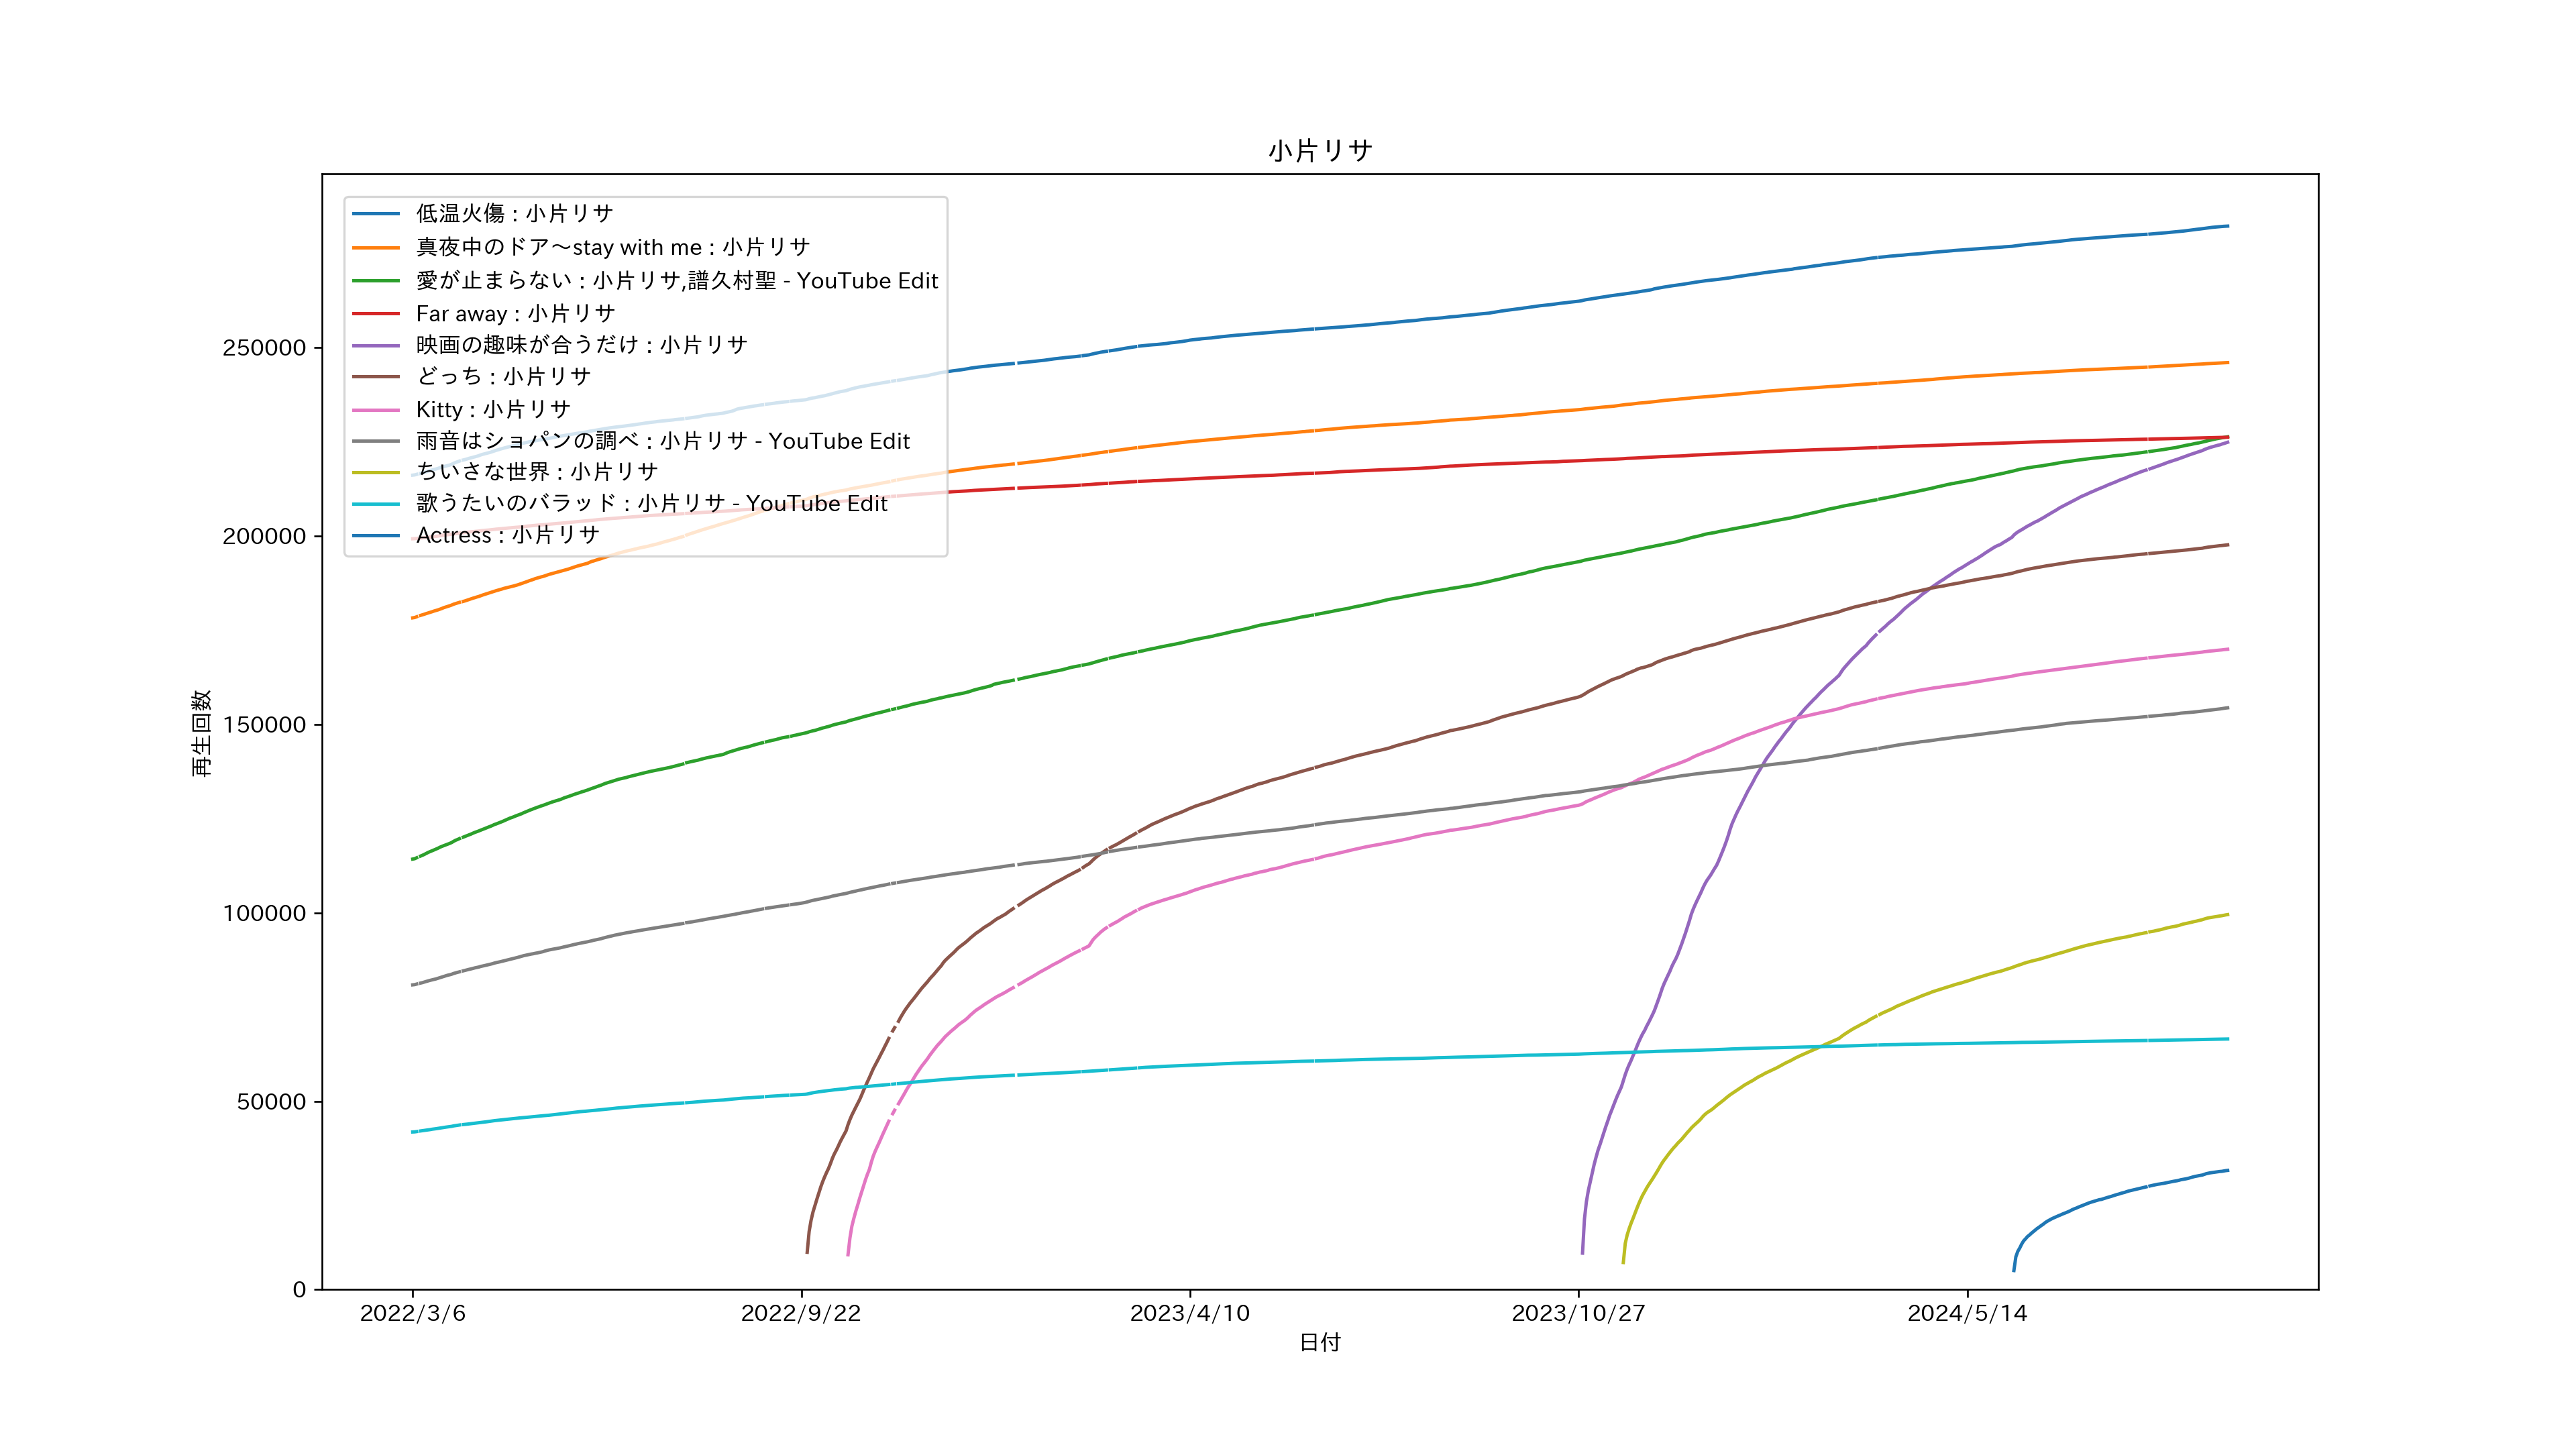 小片リサ
低温火傷 : 小片リサ
真夜中のドア〜stay with me : 小片リサ
愛が止まらない : 小片リサ,譜久村聖 - YouTube Edit
Far away : 小片リサ
映画の趣味が合うだけ : 小片リサ
どっち : 小片リサ
Kitty : 小片リサ
雨音はショパンの調べ : 小片リサ - YouTube Edit
ちいさな世界 : 小片リサ
歌うたいのバラッド : 小片リサ - YouTube Edit
Actress : 小片リサ
再生回数
250000
200000
150000
100000
50000
0
2022/3/6
2022/9/22
2023/4/10
2023/10/27
2024/5/14
日付